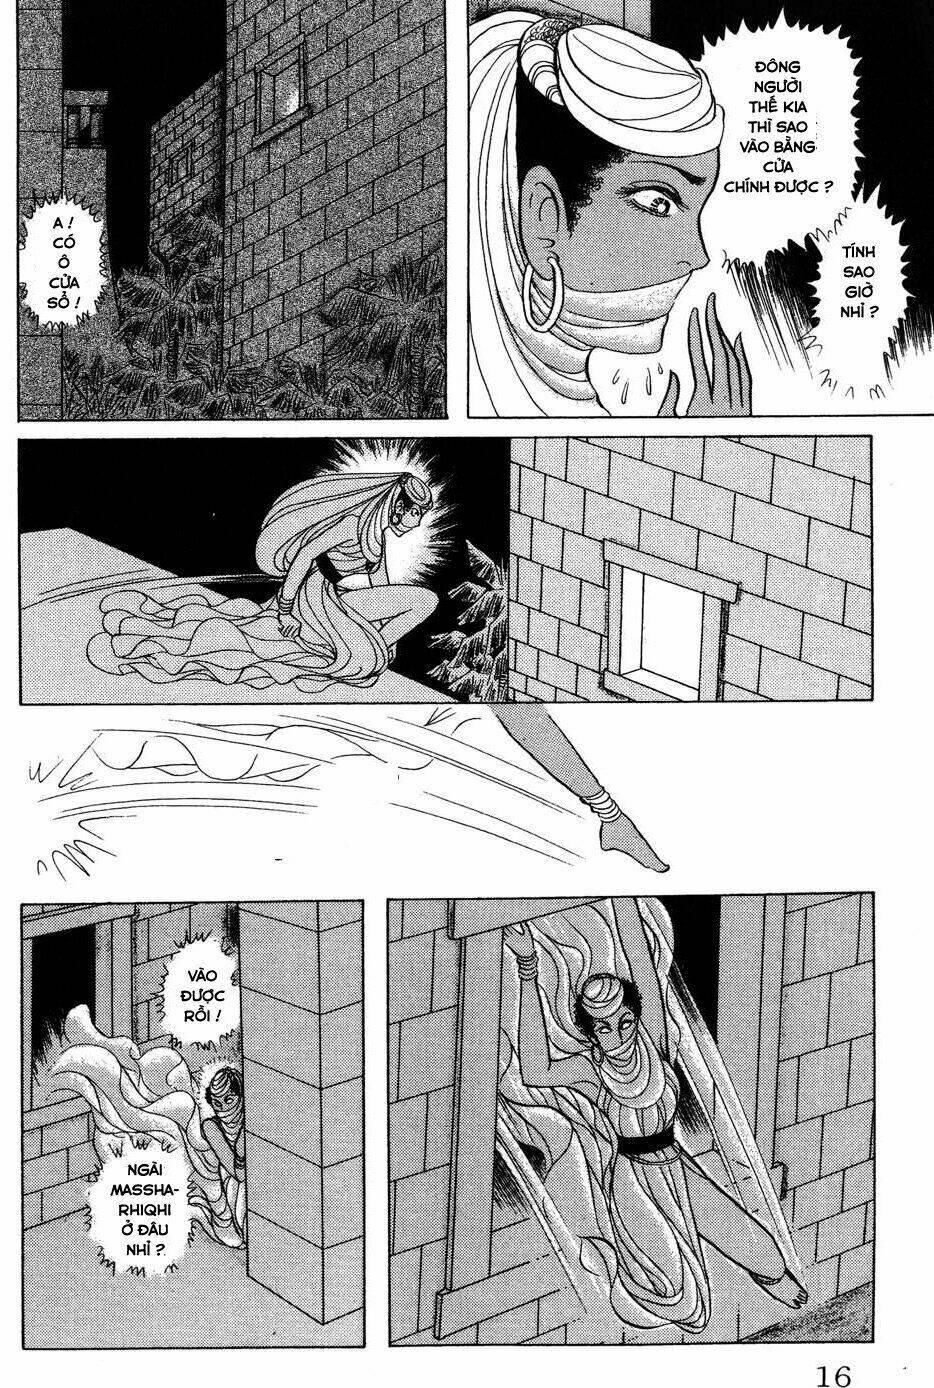 ĐÔNG
NGƯỜI
THẾ KIA
THÌ SAO
VÀO BẰNG
CỬA
CHÍNH ĐƯỢC ?
TÍNH
SAO
GIỜ
NHỈ ?
A !
CÓ
Ô
CỬA
SỔ !
VÀO
ĐƯỢC
RỒI !
NGÀI
MASSHA-
RHIQHI
Ở ĐÂU
NHỈ ?
16